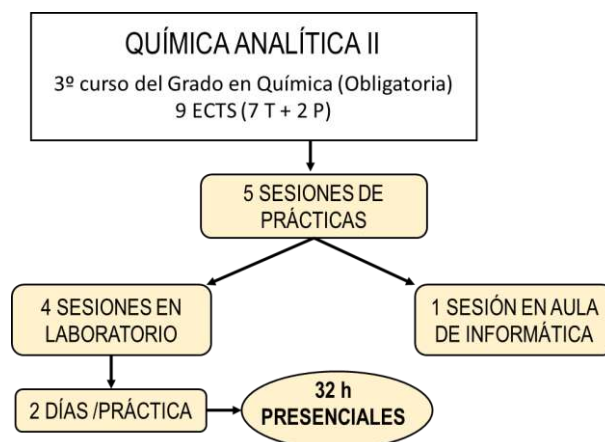 QUÍMICA ANALÍTICA II
3º curso del Grado en Química (Obligatoria)
9 ECTS (7 T + 2 P)
5 SESIONES DE
PRÁCTICAS
4 SESIONES EN
LABORATORIO
1 SESIÓN EN AULA
DE INFORMÁTICA
2 DÍAS /PRÁCTICA
32 h
PRESENCIALES